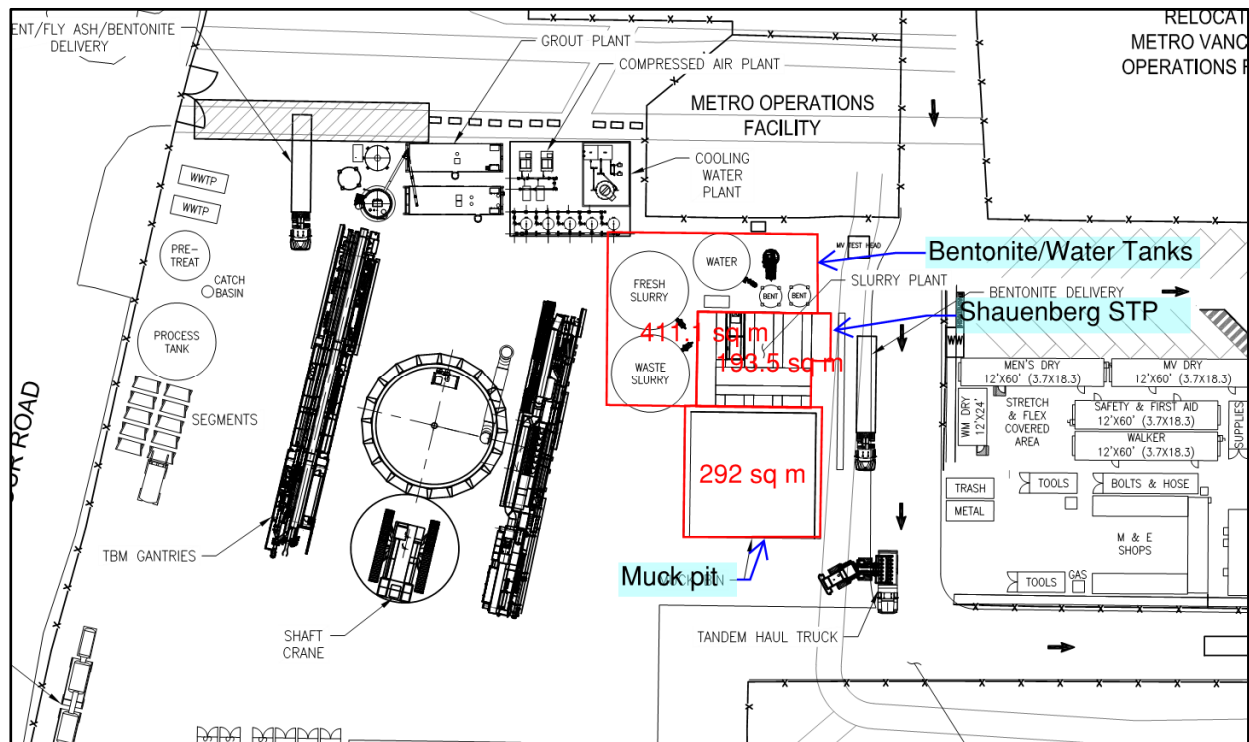 ENT/FLY ASH/BENTONITE
DELIVERY
GROUT PLANT
COMPRESSED AIR PLANT
RELOCAT
METRO VANC
OPERATIONS F
METRO OPERATIONS
FACILITY
COOLING
WATER
PLANT
WWTP
WWTP
PRE-
TREAT
CATCH
BASIN
PROCESS
TANK
SEGMENTS
OUR ROAD
TBM GANTRIES
SHAFT
CRANE
WATER
FRESH
SLURRY
BENT
BENT
WASTE
SLURRY
411.1 sq m
193.5 sq m
292 sq m
MV TEST HEAD
Bentonite/Water Tanks
SLURRY PLANT
BENTONITE DELIVERY
Shauenberg STP
Muck pit
TANDEM HAUL TRUCK
WW
MEN'S DRY
12'X60' (3.7X18.3)
MV DRY
12'X60' (3.7X18.3)
WM DRY
12'X24'
STRETCH
& FLEX
COVERED
AREA
SAFETY & FIRST AID
12'X60' (3.7X18.3)
WALKER
12'X60' (3.7X18.3)
SUPPLIES
TRASH
METAL
TOOLS
BOLTS & HOSE
M & E
SHOPS
TOOLS
GAS